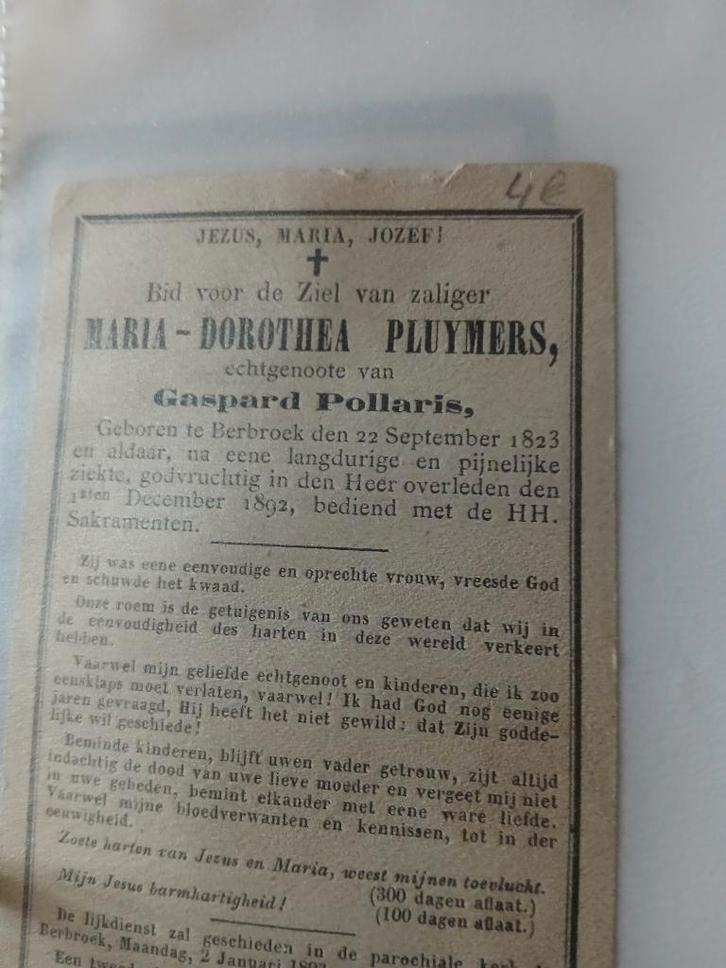 4€
JEZUS, MARIA, JOZEF!
Bid voor de Ziel van zaliger
MARIA-DOROTHEA PLUYMERS,
echtgenoote van
Gaspard Pollaris,
Geboren te Berbroek den 22 September 1823
en aldaar, na eene langdurige en pijnelijke
ziekte, godvruchtig in den Heer overleden den
1sten December 1892, bediend met de HH.
Sakramenten.
Zij was eene eenvoudige en oprechte vrouw, vreesde God
en schuwde het kwaad.
Onze roem is de getuigenis van ons geweten dat wij in
de eenvoudigheid des harten in deze wereld verkeert
hebben.
Vaarwel mijn geliefde echtgenoot en kinderen, die ik zoo
eensklaps moet verlaten, vaarwel! Ik had God nog eenige
jaren gevraagd, Hij heeft het niet gewild: dat Zijn godde-
lijke wil geschiede!
Beminde kinderen, blijft uwen vader getrouw, zijt altijd
indachtig de dood van uwe lieve moeder en vergeet mij niet
in uwe gebeden, bemint elkander met eene ware liefde.
Vaarwel mijne bloedverwanten en kennissen, tot in der
eeuwigheid.
Zoete harten van Jezus en Maria, weest mijnen toevlucht.
(300 dagen aflaat.)
Mijn Jesus barmhartigheid!
(100 dagen aflaat.)
De lijkdienst zal geschieden in de parochiale
Berbroek, Maandag, 2 Januari
Een